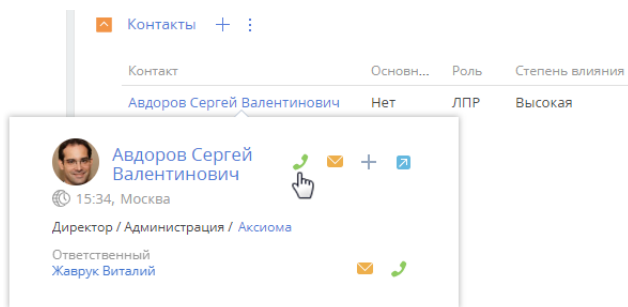 Контакты
Контакт Основн... Роль Степень влияния
Авдоров Сергей Валентинович Нет ЛПР Высокая
Авдоров Сергей
Валентинович
15:34, Москва
Директор / Администрация / Аксиома
Ответственный
Жаврук Виталий